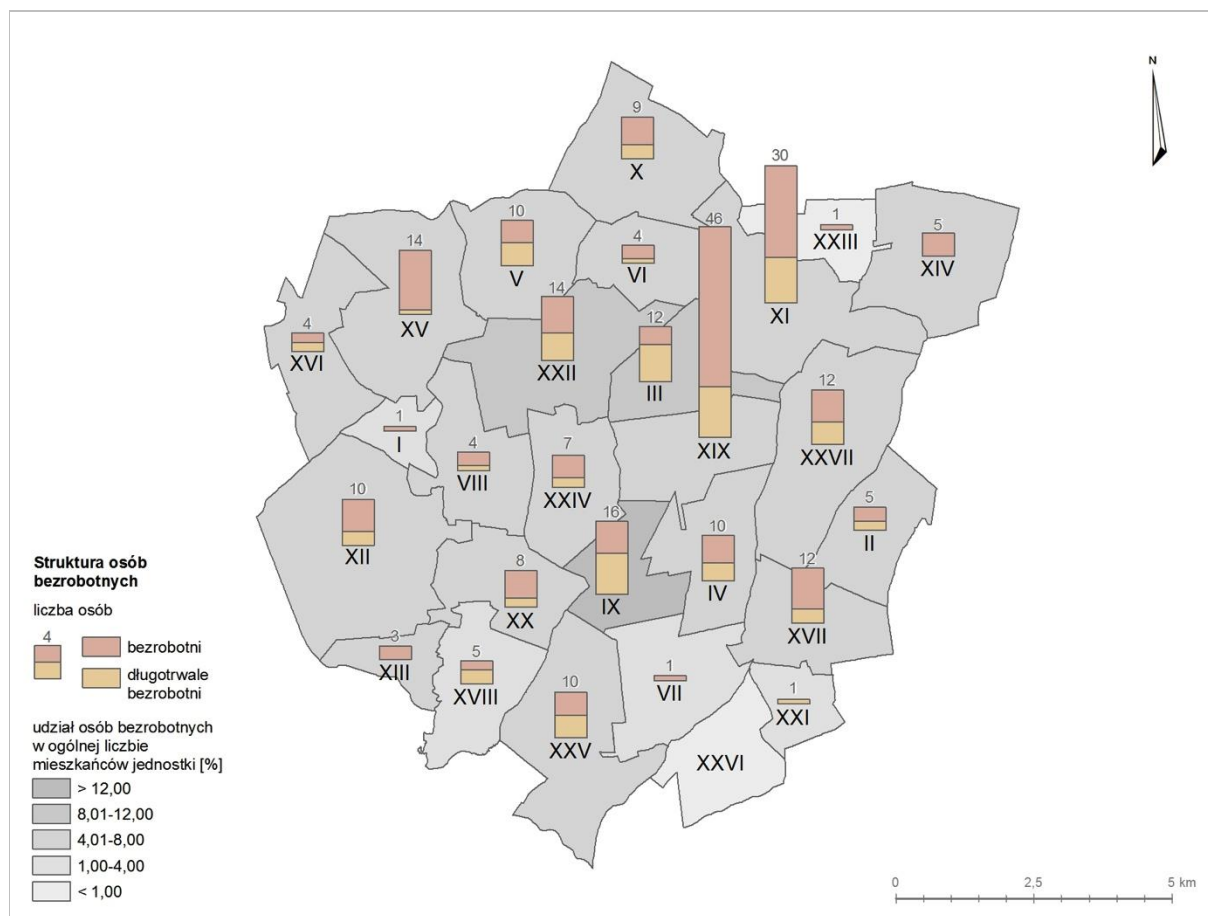 N
9
X
30
XI
1
XXIII
5
XIV
10
V
4
VI
46
XIX
14
XV
14
XXII
12
III
4
XVI
12
XXVII
1
I
4
VIII
7
XXIV
5
II
10
XII
16
IX
10
IV
8
XX
12
XVII
3
XIII
5
XVIII
1
VII
1
XXI
10
XXV
XXVI
Struktura osób
bezrobotnych
liczba osób
4
bezrobotni
długotrwale
bezrobotni
udział osób bezrobotnych
w ogólnej liczbie
mieszkańców jednostki [%]
> 12,00
8,01-12,00
4,01-8,00
1,00-4,00
< 1,00
0 2,5 5 km